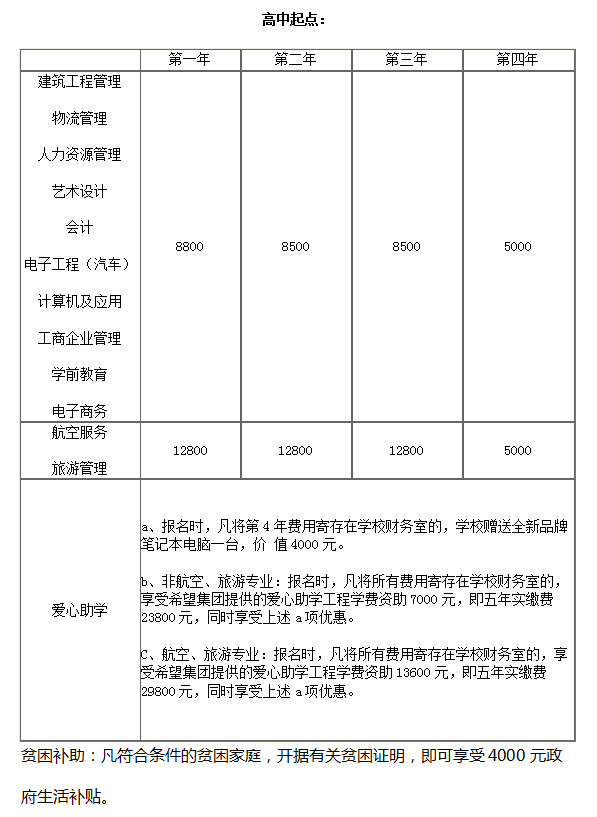 高中起点：
第一年 第二年 第三年 第四年
建筑工程管理
物流管理
人力资源管理
艺术设计
会计
电子工程（汽车）
计算机及应用
工商企业管理
学前教育
电子商务
8800 8500 8500 5000
航空服务
旅游管理
12800 12800 12800 5000
爱心助学
a、报名时，凡将第 4 年费用寄存在学校财务室的，学校赠送全新品牌
笔记本电脑一台，价 值 4000 元。
b、非航空、旅游专业：报名时，凡将所有费用寄存在学校财务室的，
享受希望集团提供的爱心助学工程学费资助 7000 元，即五年实缴费
23800 元，同时享受上述 a 项优惠。
C、航空、旅游专业：报名时，凡将所有费用寄存在学校财务室的，享
受希望集团提供的爱心助学工程学费资助 13600 元，即五年实缴费
29800 元，同时享受上述 a 项优惠。
贫困补助：凡符合条件的贫困家庭，开据有关贫困证明，即可享受 4000 元政
府生活补贴。